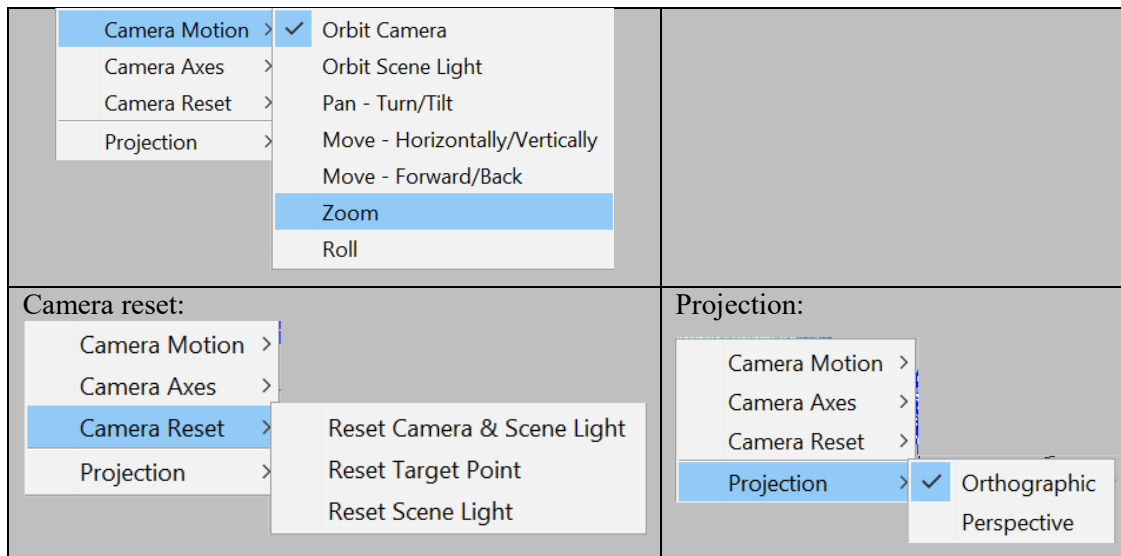 Camera Motion
Camera Axes
Camera Reset
Projection
Orbit Camera
Orbit Scene Light
Pan - Turn/Tilt
Move - Horizontally/Vertically
Move - Forward/Back
Zoom
Roll
Camera reset:
Camera Motion
Camera Axes
Camera Reset
Projection
Reset Camera & Scene Light
Reset Target Point
Reset Scene Light
Projection:
Camera Motion
Camera Axes
Camera Reset
Projection
Orthographic
Perspective